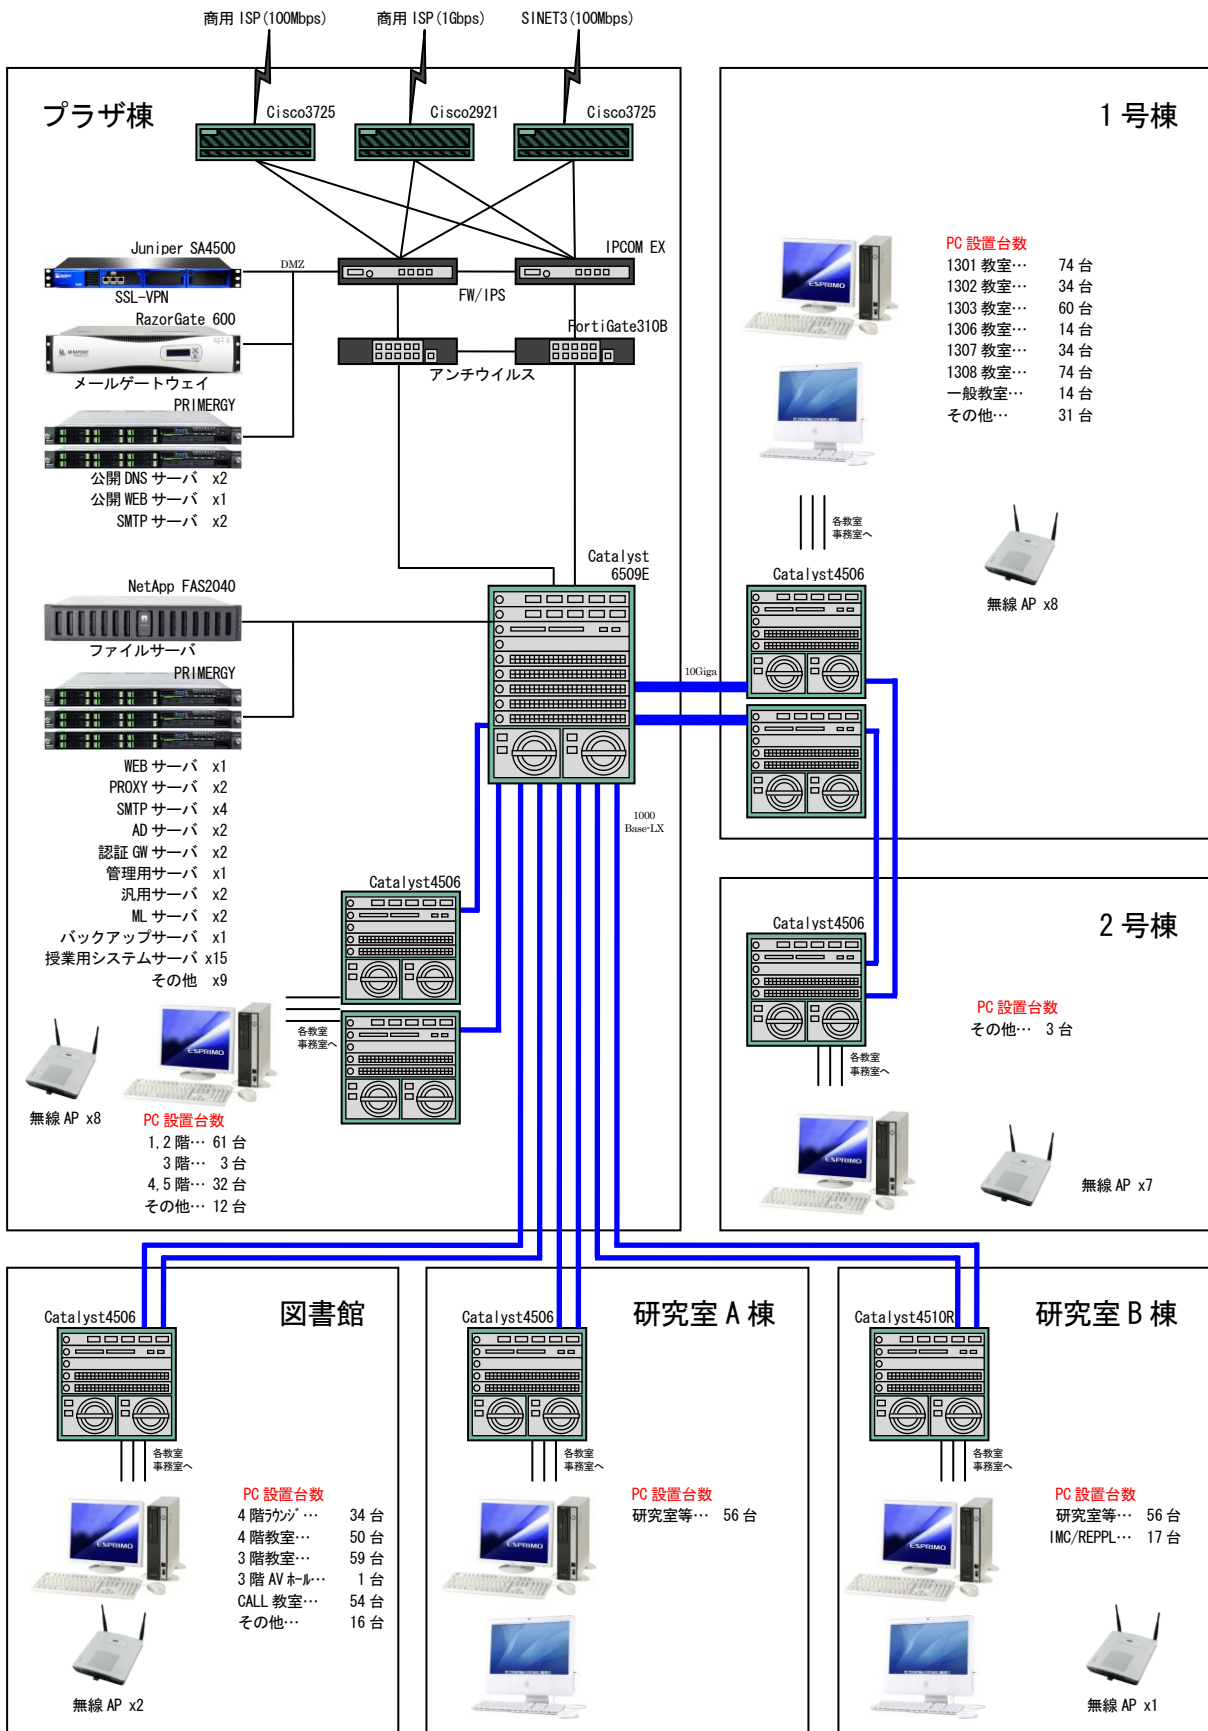 商用 ISP(100Mbps)
商用 ISP(1Gbps)
SINET3(100Mbps)
プラザ棟
Cisco3725
Cisco2921
Cisco3725
Juniper SA4500
DMZ
IPCOM EX
SSL-VPN
FW/IPS
RazorGate 600
FortiGate310B
メールゲートウェイ
アンチウイルス
PRIMERGY
公開 DNS サーバ x2
公開 WEB サーバ x1
SMTP サーバ x2
Catalyst
6509E
NetApp FAS2040
ファイルサーバ
PRIMERGY
10Giga
WEB サーバ x1
PROXY サーバ x2
SMTP サーバ x4
AD サーバ x2
認証 GW サーバ x2
管理用サーバ x1
汎用サーバ x2
ML サーバ x2
バックアップサーバ x1
授業用システムサーバ x15
その他 x9
1000
Base-LX
Catalyst4506
各教室
事務室へ
ESPRIMO
無線 AP x8
PC 設置台数
1,2 階… 61 台
3 階… 3 台
4,5 階… 32 台
その他… 12 台
1 号棟
PC 設置台数
1301 教室… 74 台
1302 教室… 34 台
1303 教室… 60 台
1306 教室… 14 台
1307 教室… 34 台
1308 教室… 74 台
一般教室… 14 台
その他… 31 台
ESPRIMO
各教室
事務室へ
Catalyst4506
無線 AP x8
2 号棟
Catalyst4506
PC 設置台数
その他… 3 台
各教室
事務室へ
ESPRIMO
無線 AP x7
図書館
Catalyst4506
各教室
事務室へ
ESPRIMO
PC 設置台数
4 階ラウンジ… 34 台
4 階教室… 50 台
3 階教室… 59 台
3 階 AV ホール… 1 台
CALL 教室… 54 台
その他… 16 台
無線 AP x2
研究室 A 棟
Catalyst4506
各教室
事務室へ
ESPRIMO
PC 設置台数
研究室等… 56 台
研究室 B 棟
Catalyst4510R
各教室
事務室へ
ESPRIMO
PC 設置台数
研究室等… 56 台
IMC/REPPL… 17 台
無線 AP x1